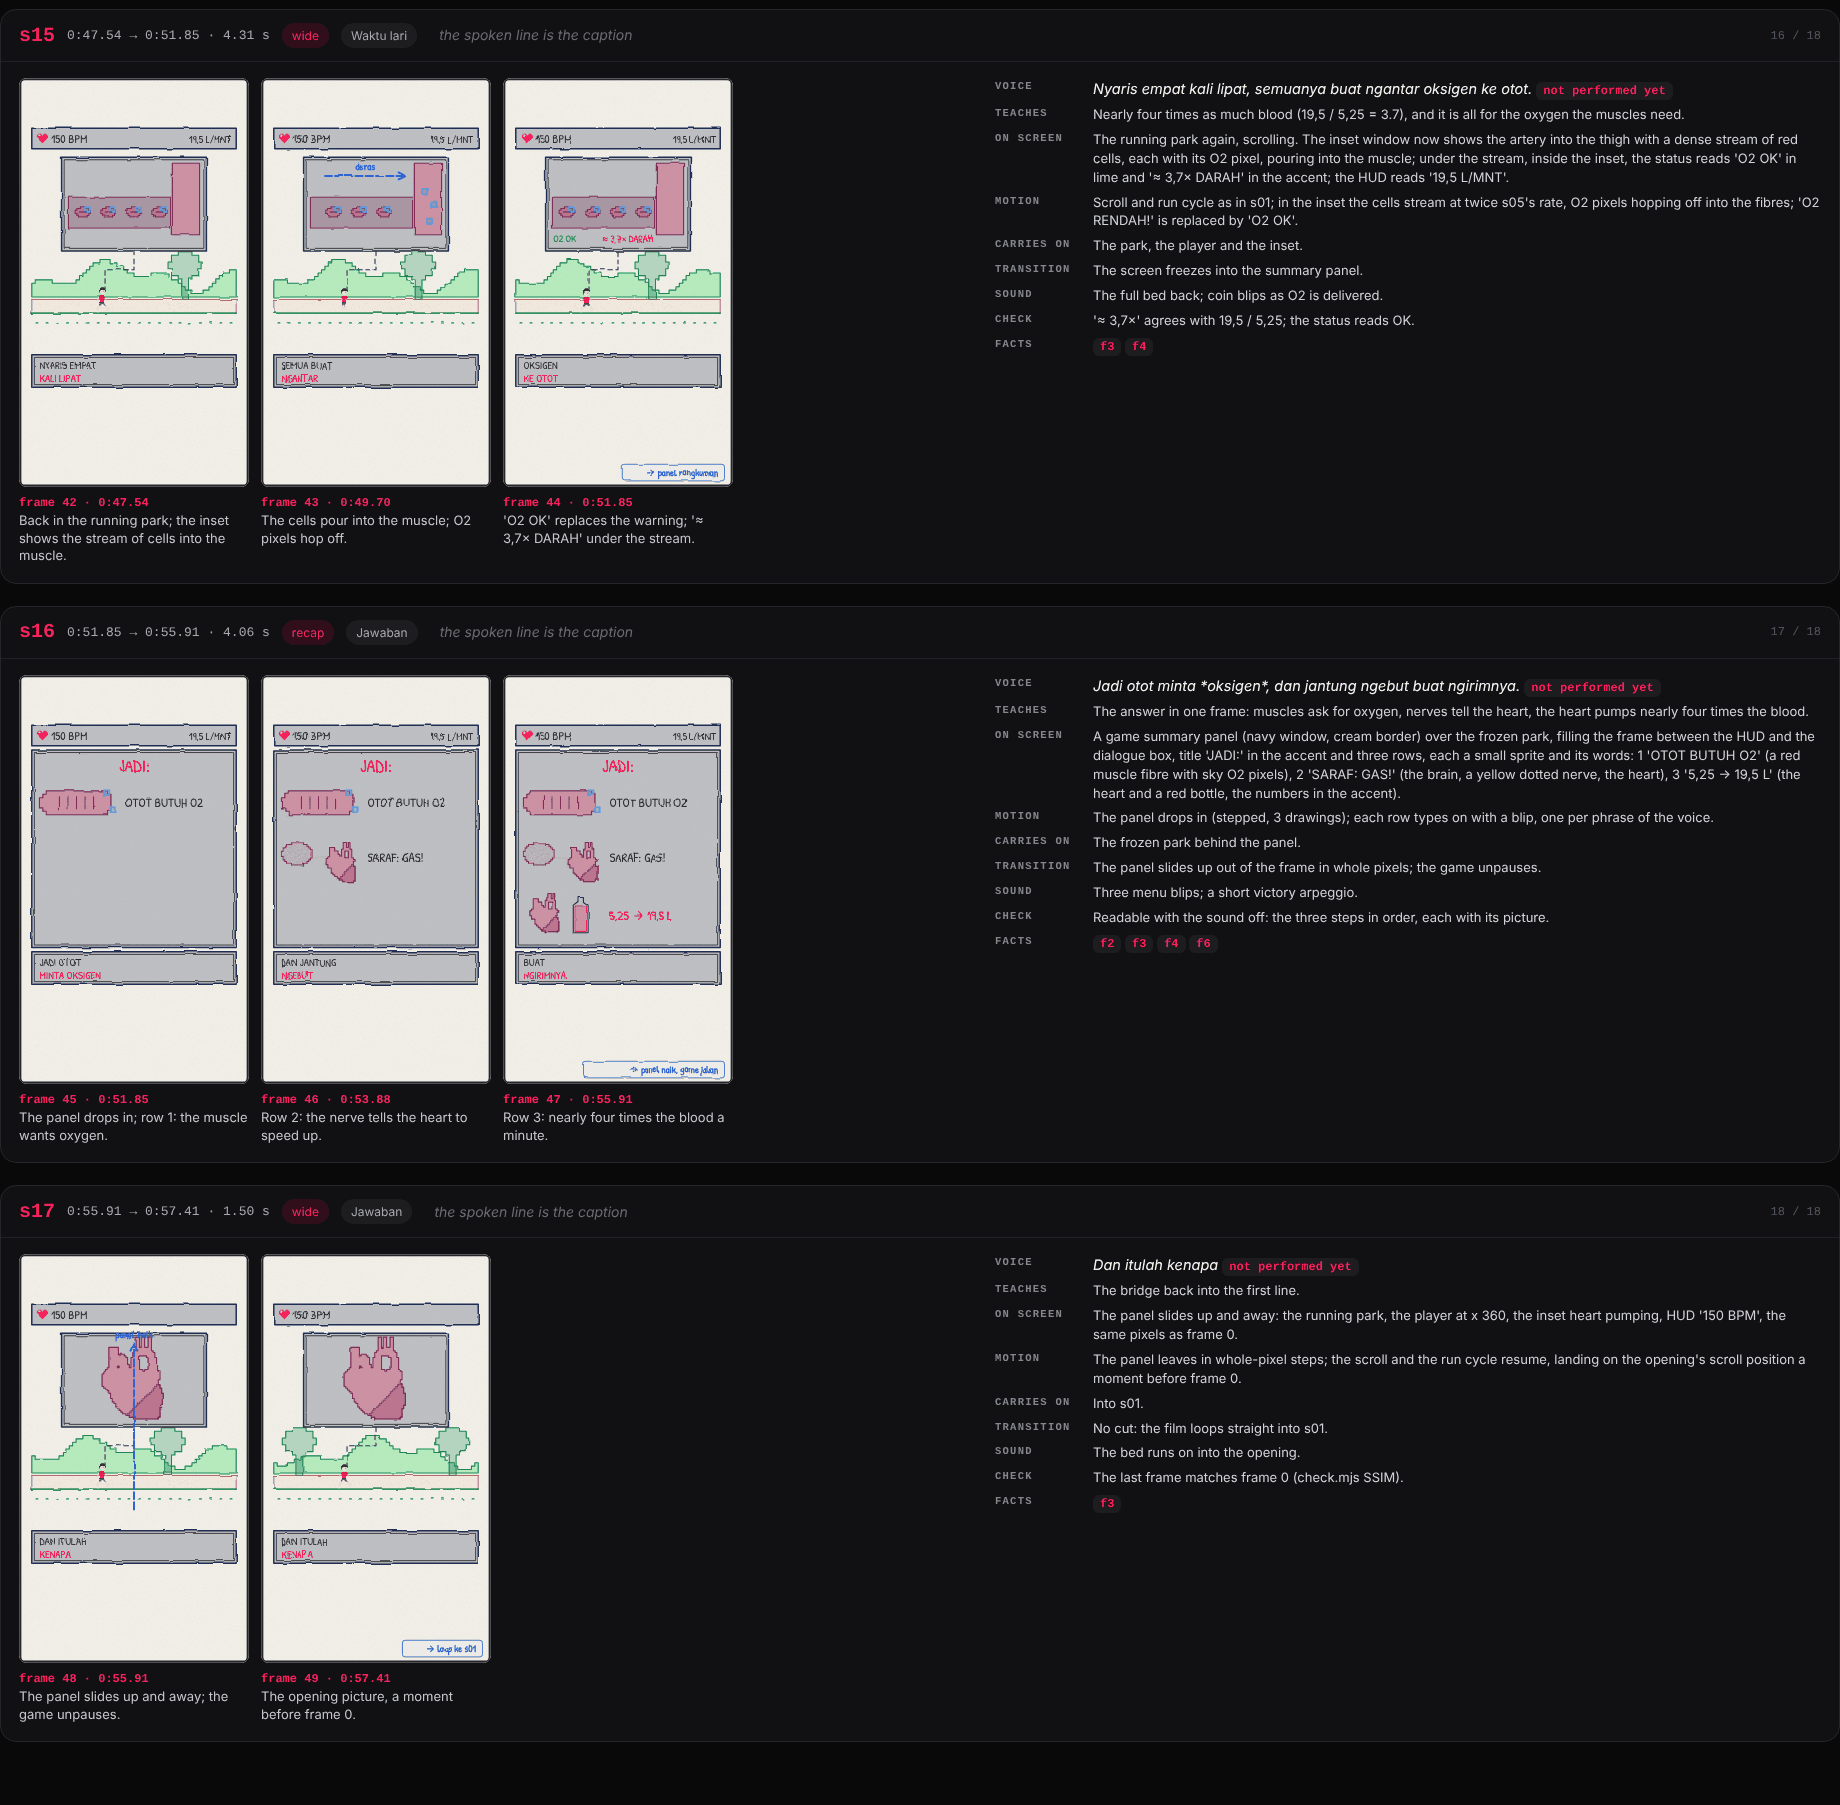 s15 0:47.54 → 0:51.85 · 4.31 s wide Waktu lari the spoken line is the caption 16 / 18
150 BPM 19,5 L/MNT
150 BPM 19,5 L/MNT
150 BPM 19,5 L/MNT
deras
O2 OK ≈ 3,7× DARAH
NYARIS EMPAT
KALI LIPAT
SEMUA BUAT
NGANTAR
OKSIGEN
KE OTOT
→ panel rangkuman
frame 42 · 0:47.54
Back in the running park; the inset
shows the stream of cells into the
muscle.
frame 43 · 0:49.70
The cells pour into the muscle; O2
pixels hop off.
frame 44 · 0:51.85
'O2 OK' replaces the warning; '≈
3,7× DARAH' under the stream.
VOICE Nyaris empat kali lipat, semuanya buat ngantar oksigen ke otot. not performed yet
TEACHES Nearly four times as much blood (19,5 / 5,25 = 3.7), and it is all for the oxygen the muscles need.
ON SCREEN The running park again, scrolling. The inset window now shows the artery into the thigh with a dense stream of red
cells, each with its O2 pixel, pouring into the muscle; under the stream, inside the inset, the status reads 'O2 OK' in
lime and '≈ 3,7× DARAH' in the accent; the HUD reads '19,5 L/MNT'.
MOTION Scroll and run cycle as in s01; in the inset the cells stream at twice s05's rate, O2 pixels hopping off into the fibres; 'O2
RENDAH!' is replaced by 'O2 OK'.
CARRIES ON The park, the player and the inset.
TRANSITION The screen freezes into the summary panel.
SOUND The full bed back; coin blips as O2 is delivered.
CHECK '≈ 3,7×' agrees with 19,5 / 5,25; the status reads OK.
FACTS f3 f4
s16 0:51.85 → 0:55.91 · 4.06 s recap Jawaban the spoken line is the caption 17 / 18
150 BPM 19,5 L/MNT
150 BPM 19,5 L/MNT
150 BPM 19,5 L/MNT
JADI:
OTOT BUTUH O2
JADI:
OTOT BUTUH O2
SARAF: GAS!
JADI:
OTOT BUTUH O2
SARAF: GAS!
5,25 → 19,5 L
JADI OTOT
MINTA OKSIGEN
DAN JANTUNG
NGEBUT
BUAT
NGIRIMNYA
→ panel naik, game jalan
frame 45 · 0:51.85
The panel drops in; row 1: the muscle
wants oxygen.
frame 46 · 0:53.88
Row 2: the nerve tells the heart to
speed up.
frame 47 · 0:55.91
Row 3: nearly four times the blood a
minute.
VOICE Jadi otot minta *oksigen*, dan jantung ngebut buat ngirimnya. not performed yet
TEACHES The answer in one frame: muscles ask for oxygen, nerves tell the heart, the heart pumps nearly four times the blood.
ON SCREEN A game summary panel (navy window, cream border) over the frozen park, filling the frame between the HUD and the
dialogue box, title 'JADI:' in the accent and three rows, each a small sprite and its words: 1 'OTOT BUTUH O2' (a red
muscle fibre with sky O2 pixels), 2 'SARAF: GAS!' (the brain, a yellow dotted nerve, the heart), 3 '5,25 → 19,5 L' (the
heart and a red bottle, the numbers in the accent).
MOTION The panel drops in (stepped, 3 drawings); each row types on with a blip, one per phrase of the voice.
CARRIES ON The frozen park behind the panel.
TRANSITION The panel slides up out of the frame in whole pixels; the game unpauses.
SOUND Three menu blips; a short victory arpeggio.
CHECK Readable with the sound off: the three steps in order, each with its picture.
FACTS f2 f3 f4 f6
s17 0:55.91 → 0:57.41 · 1.50 s wide Jawaban the spoken line is the caption 18 / 18
150 BPM
150 BPM
DAN ITULAH
KENAPA
DAN ITULAH
KENAPA
→ loop ke s01
frame 48 · 0:55.91
The panel slides up and away; the
game unpauses.
frame 49 · 0:57.41
The opening picture, a moment
before frame 0.
VOICE Dan itulah kenapa not performed yet
TEACHES The bridge back into the first line.
ON SCREEN The panel slides up and away: the running park, the player at x 360, the inset heart pumping, HUD '150 BPM', the
same pixels as frame 0.
MOTION The panel leaves in whole-pixel steps; the scroll and the run cycle resume, landing on the opening's scroll position a
moment before frame 0.
CARRIES ON Into s01.
TRANSITION No cut: the film loops straight into s01.
SOUND The bed runs on into the opening.
CHECK The last frame matches frame 0 (check.mjs SSIM).
FACTS f3